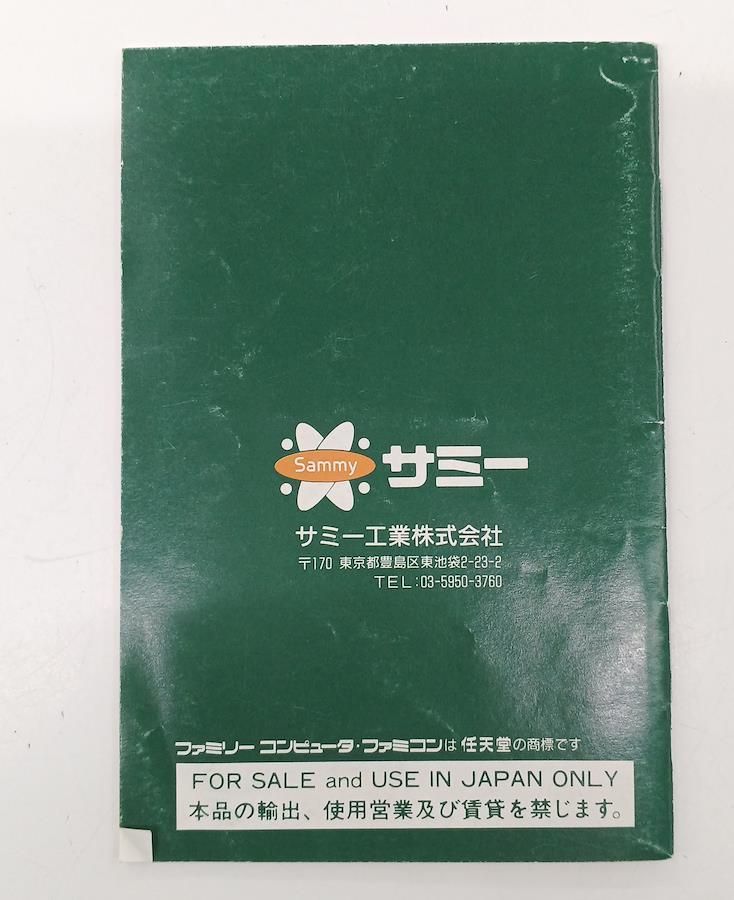 Sammy サミー
サミー工業株式会社
〒170 東京都豊島区東池袋2-23-2
TEL:03-5950-3760
ファミリーコンピュータ・ファミコンは任天堂の商標です
FOR SALE and USE IN JAPAN ONLY
本品の輸出、使用営業及び賃貸を禁じます。